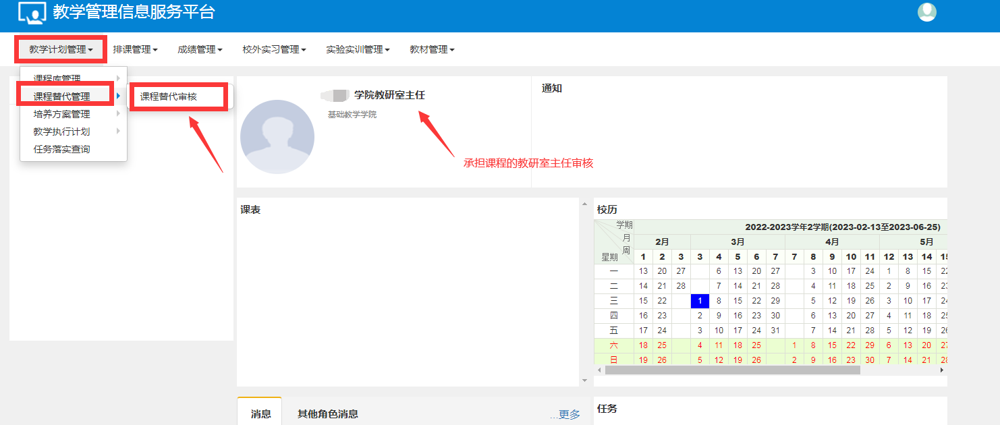 教学管理信息服务平台
教学计划管理 排课管理 成绩管理 校外实习管理 实验实训管理 教材管理
课程库管理
课程替代管理
课程替代审核
培养方案管理
教学执行计划
任务落实查询
学院教研室主任
基础教学学院
承担课程的教研室主任审核
通知
课表
校历
学期 2022-2023学年2学期(2023-02-13至2023-06-25)
月 2月 3月 4月 5月
周
星期 1 2 3 3 4 5 6 7 7 8 9 10 11 12 13 14 15
一 13 20 27 6 13 20 27 3 10 17 24 1 8 15 22
二 14 21 28 7 14 21 28 4 11 18 25 2 9 16 23
三 15 22 1 8 15 22 29 5 12 19 26 3 10 17 24
四 16 23 2 9 16 23 30 6 13 20 27 4 11 18 25
五 17 24 3 10 17 24 31 7 14 21 28 5 12 19 26
六 18 25 4 11 18 25 1 8 15 22 29 6 13 20 27
日 19 26 5 12 19 26 2 9 16 23 30 7 14 21 28
消息 其他角色消息 ...更多
任务